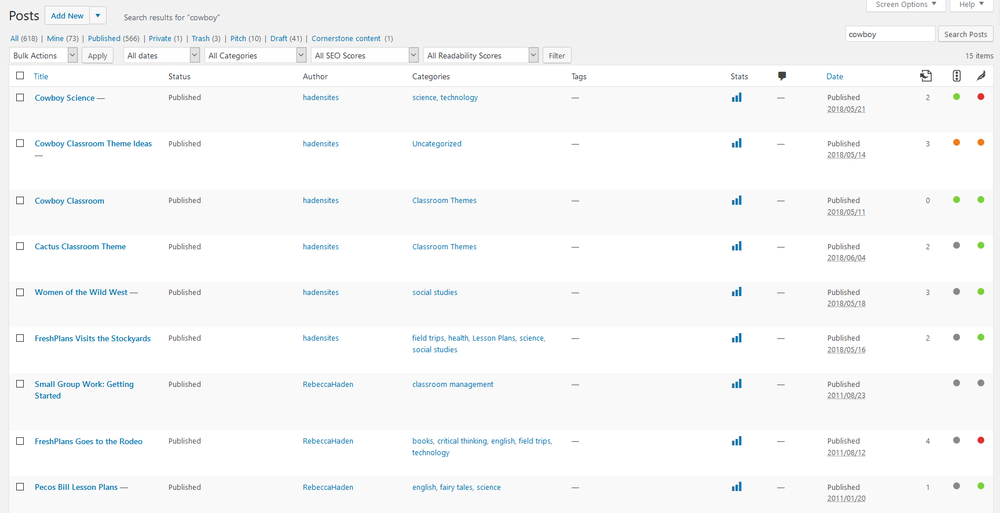 Screen Options Help
Posts Add New Search results for “cowboy”
All (618) | Mine (73) | Published (566) | Private (1) | Trash (3) | Pitch (10) | Draft (41) | Cornerstone content (1)
cowboy Search Posts
Bulk Actions Apply All dates All Categories All SEO Scores All Readability Scores Filter 15 items
Title Status Author Categories Tags Stats Date
Cowboy Science — Published hadensites science, technology — — Published 2
2018/05/21
Cowboy Classroom Theme Ideas Published hadensites Uncategorized — — Published 3
— 2018/05/14
Cowboy Classroom Published hadensites Classroom Themes — — Published 0
2018/05/11
Cactus Classroom Theme Published hadensites Classroom Themes — — Published 2
2018/06/04
Women of the Wild West — Published hadensites social studies — — Published 3
2018/05/18
FreshPlans Visits the Stockyards Published hadensites field trips, health, Lesson Plans, science, — — Published 2
social studies 2018/05/16
Small Group Work: Getting Published RebeccaHaden classroom management — — Published
Started 2011/08/23
FreshPlans Goes to the Rodeo Published RebeccaHaden books, critical thinking, english, field trips, — — Published 4
technology 2011/08/12
Pecos Bill Lesson Plans — Published RebeccaHaden english, fairy tales, science — — Published 1
2011/01/20